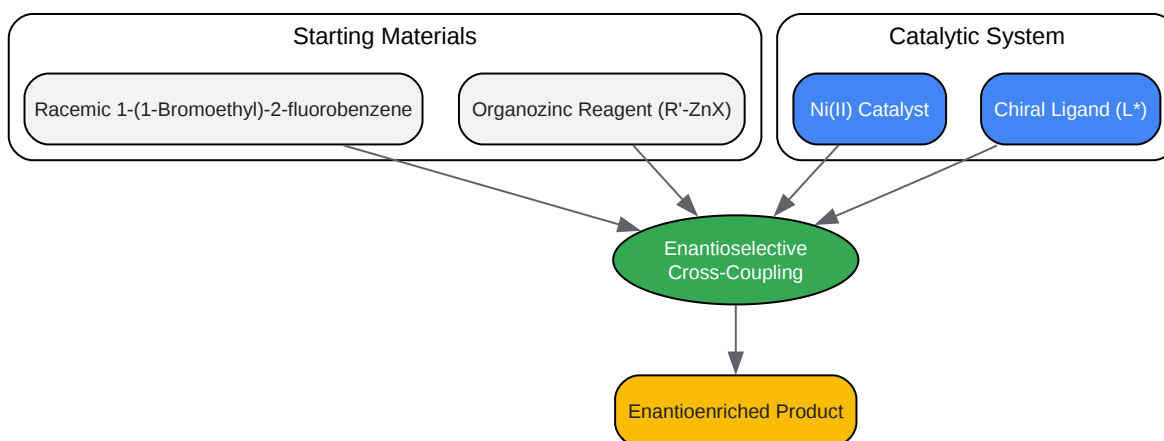 Starting Materials
Catalytic System
Racemic 1-(1-Bromoethyl)-2-fluorobenzene
Organozinc Reagent (R'-ZnX)
Ni(II) Catalyst
Chiral Ligand (L*)
Enantioselective
Cross-Coupling
Enantioenriched Product